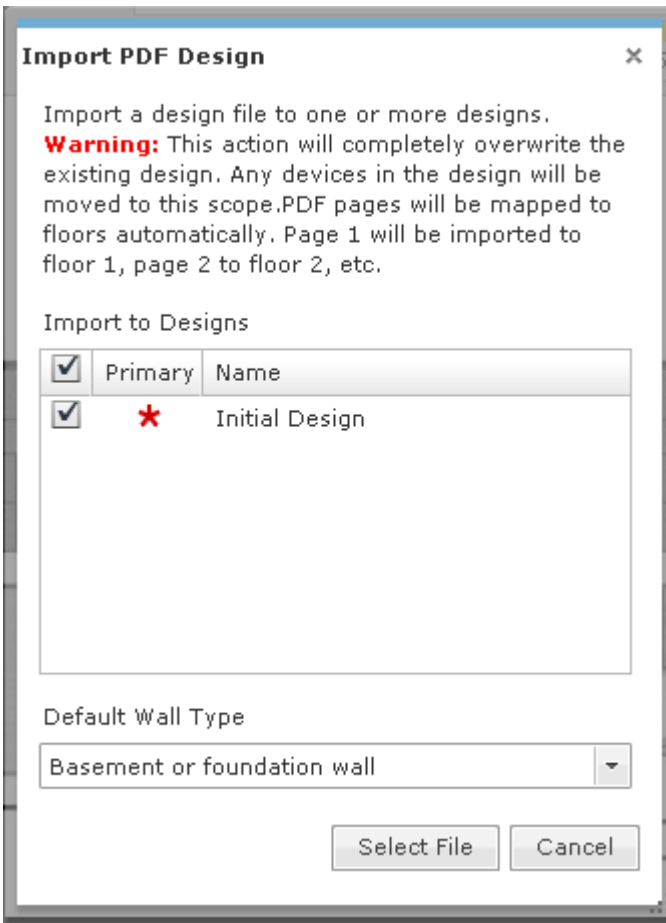 Import PDF Design
Import a design file to one or more designs.
Warning: This action will completely overwrite the
existing design. Any devices in the design will be
moved to this scope.PDF pages will be mapped to
floors automatically. Page 1 will be imported to
floor 1, page 2 to floor 2, etc.
Import to Designs
Primary Name
Initial Design
Default Wall Type
Basement or foundation wall
Select File Cancel